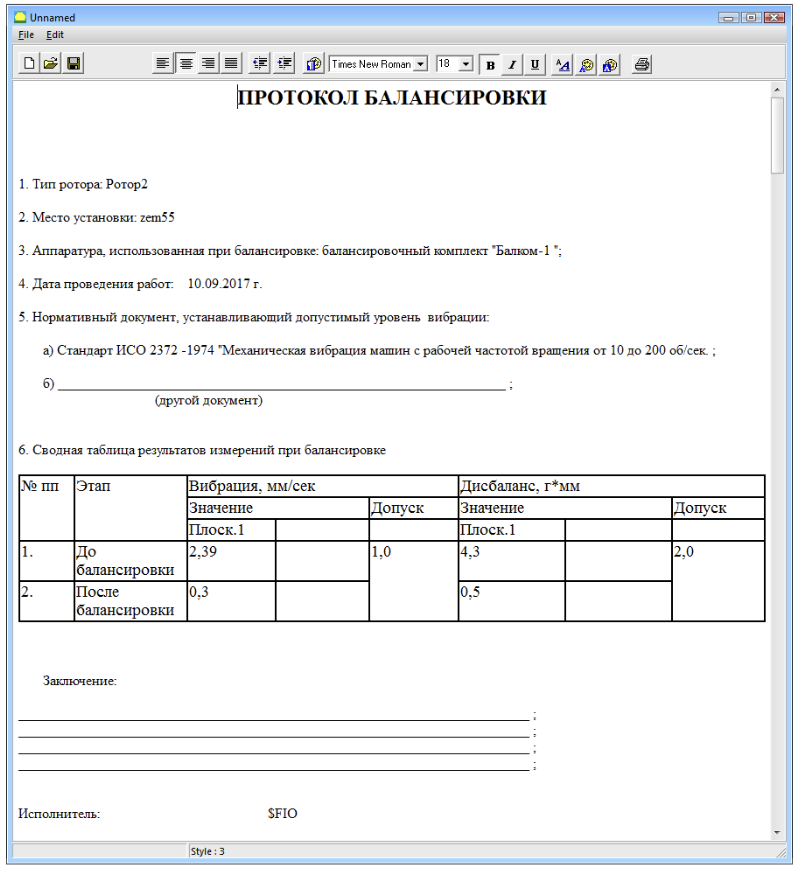 Unnamed
File Edit
Times New Roman 18 B I U
ПРОТОКОЛ БАЛАНСИРОВКИ
1. Тип ротора: Ротор2
2. Место установки: zem55
3. Аппаратура, использованная при балансировке: балансировочный комплект "Балком-1 ";
4. Дата проведения работ: 10.09.2017 г.
5. Нормативный документ, устанавливающий допустимый уровень вибрации:
а) Стандарт ИСО 2372 -1974 "Механическая вибрация машин с рабочей частотой вращения от 10 до 200 об/сек. ;
б) ______________________________ ;
(другой документ)
6. Сводная таблица результатов измерений при балансировке
№ пп Этап Вибрация, мм/сек Дисбаланс, г*мм
Значение Допуск Значение Допуск
Плоск.1 Плоск.1
1. До 2,39 1,0 4,3 2,0
балансировки
2. После 0,3 0,5
балансировки
Заключение:
______________________________ ;
______________________________ ;
______________________________ ;
______________________________ ;
Исполнитель: $FIO
Style : 3